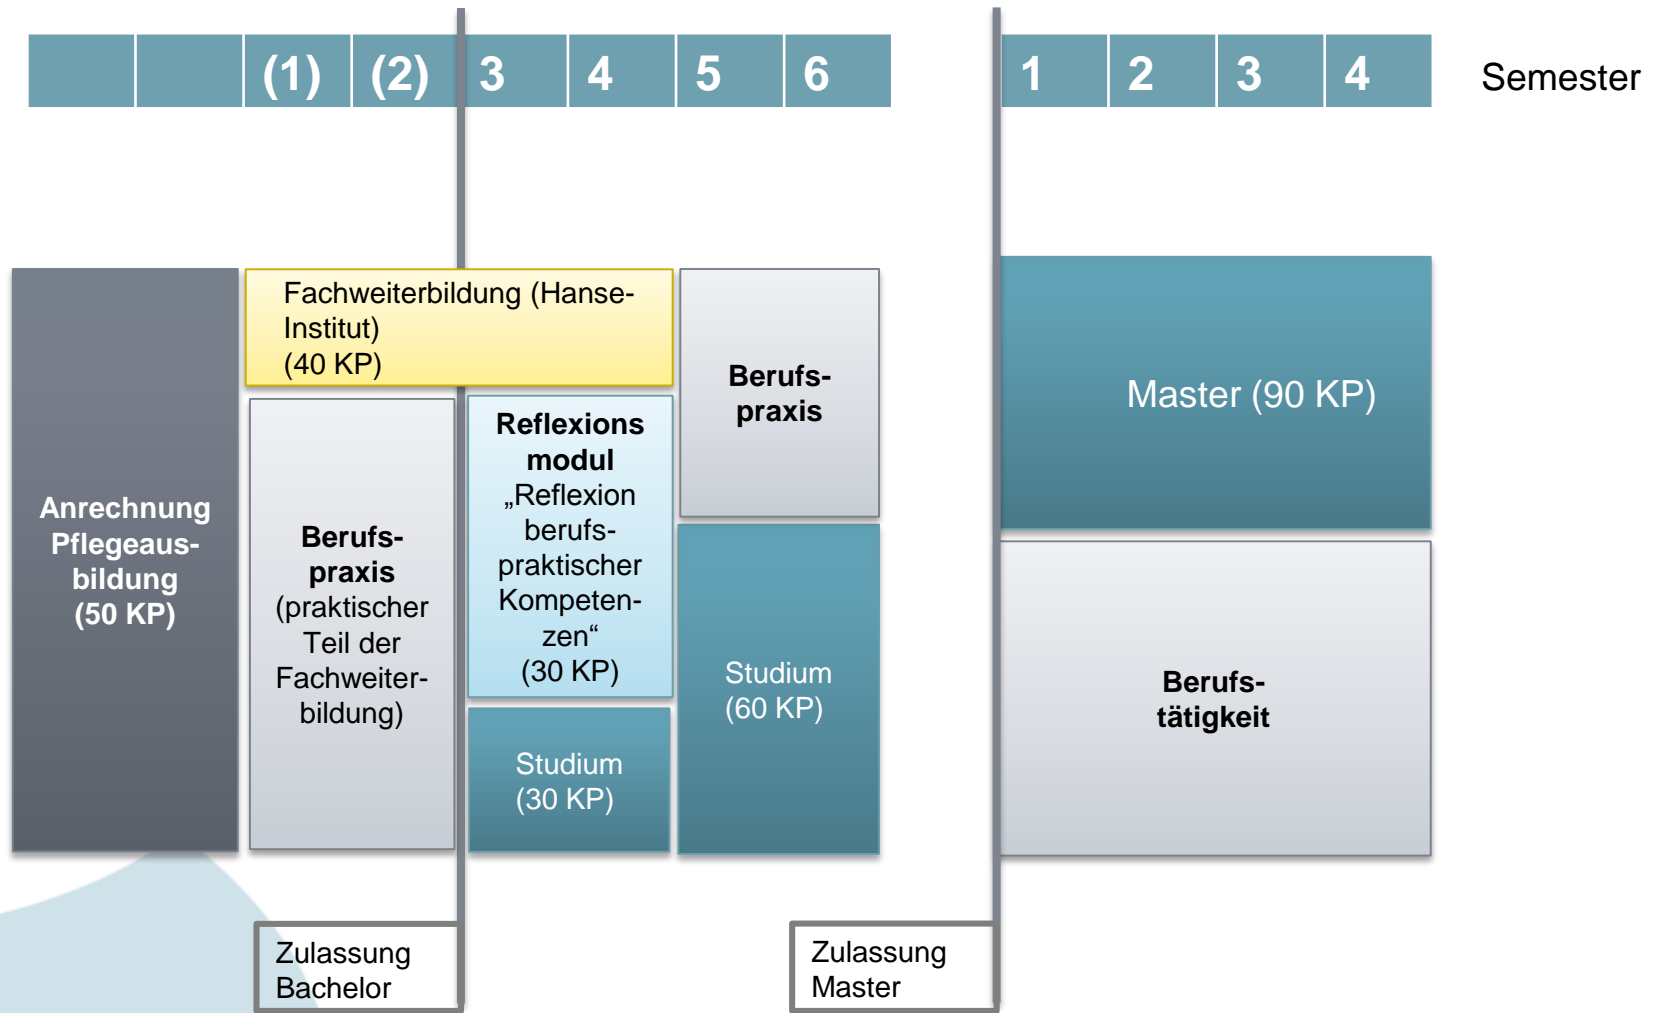 (1) (2) 3 4 5 6 1 2 3 4 Semester
Anrechnung
Pflegeaus-
bildung
(50 KP)
Fachweiterbildung (Hanse-
Institut)
(40 KP)
Berufs-
praxis
(praktischer
Teil der
Fachweiter-
bildung)
Reflexions
modul
„Reflexion
berufs-
praktischer
Kompeten-
zen“
(30 KP)
Studium
(30 KP)
Berufs-
praxis
Studium
(60 KP)
Master (90 KP)
Berufs-
tätigkeit
Zulassung
Bachelor
Zulassung
Master